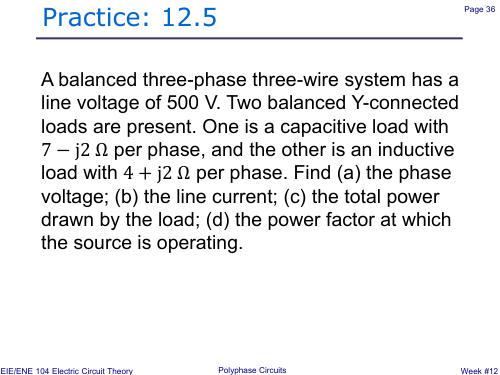 Practice: 12.5
Page 36
A balanced three-phase three-wire system has a
line voltage of 500 V. Two balanced Y-connected
loads are present. One is a capacitive load with
7 − j2 Ω per phase, and the other is an inductive
load with 4 + j2 Ω per phase. Find (a) the phase
voltage; (b) the line current; (c) the total power
drawn by the load; (d) the power factor at which
the source is operating.
EIE/ENE 104 Electric Circuit Theory
Polyphase Circuits
Week #12